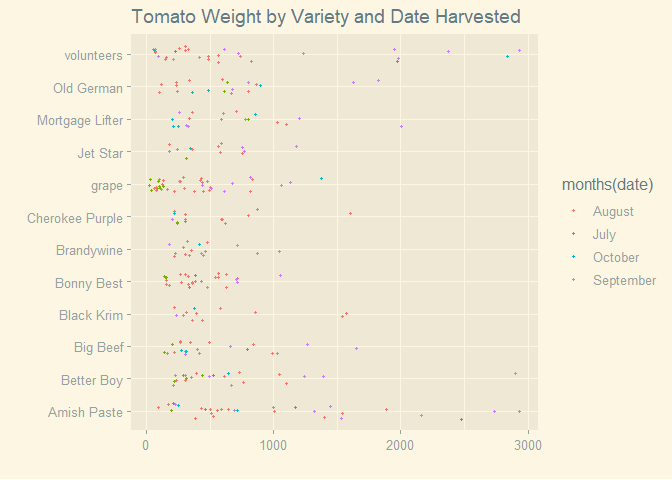 Tomato Weight by Variety and Date Harvested
volunteers
Old German
Mortgage Lifter
Jet Star
grape
Cherokee Purple
Brandywine
Bonny Best
Black Krim
Big Beef
Better Boy
Amish Paste
0 1000 2000 3000
months(date)
August
July
October
September